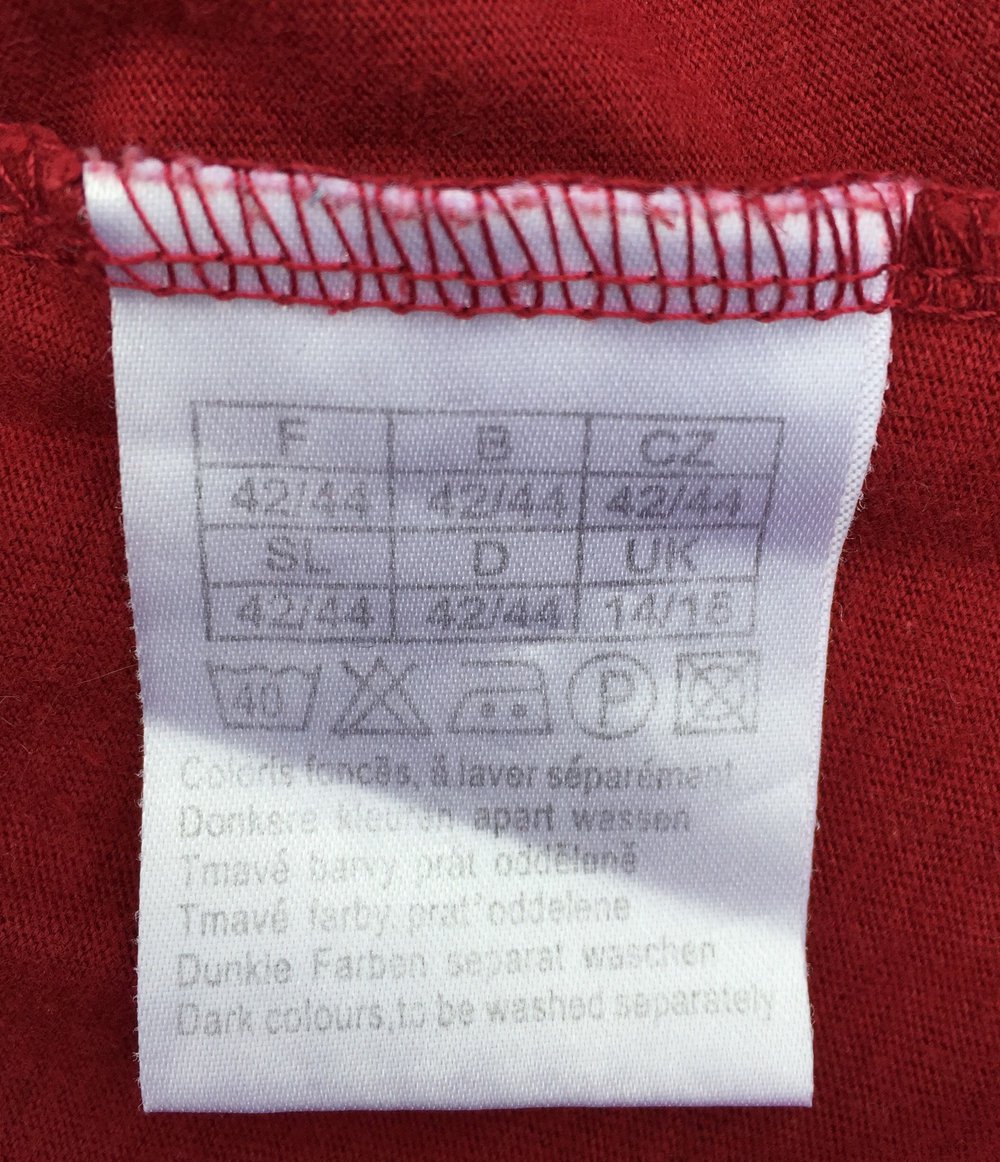 F B CZ
42/44 42/44 42/44
SL D UK
42/44 42/44 14/16
40 P
Coloris foncés, à laver séparément
Donkere kleuren apart wassen
Tmavé barvy prát odděleně
Tmavé farby prat'oddelene
Dunkle Farben separat waschen
Dark colours,to be washed separately